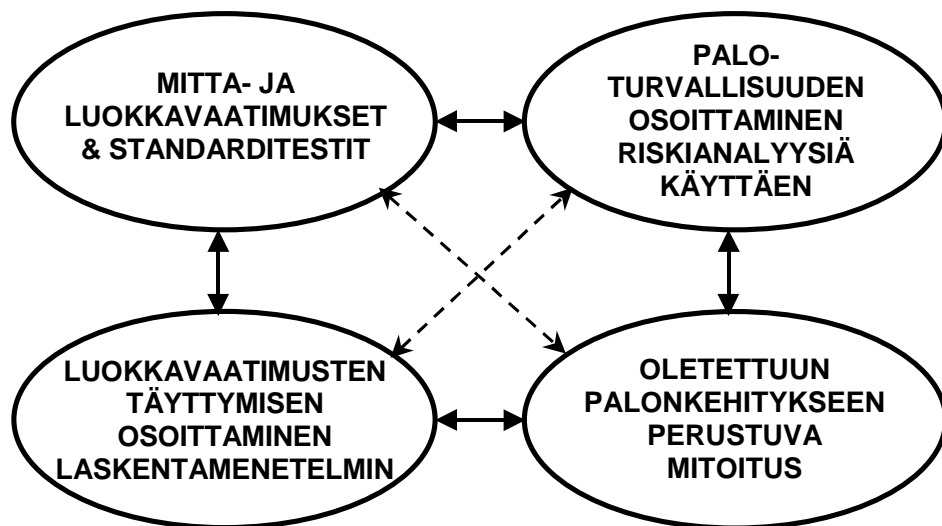 MITTA- JA
LUOKKAVAATIMUKSET
& STANDARDITESTIT
PALO-
TURVALLISUUDEN
OSOITTAMINEN
RISKIANALYYSIÄ
KÄYTTÄEN
LUOKKAVAATIMUSTEN
TÄYTTYMISEN
OSOITTAMINEN
LASKENTAMENETELMIN
OLETETTUUN
PALONKEHITYKSEEN
PERUSTUVA
MITOITUS